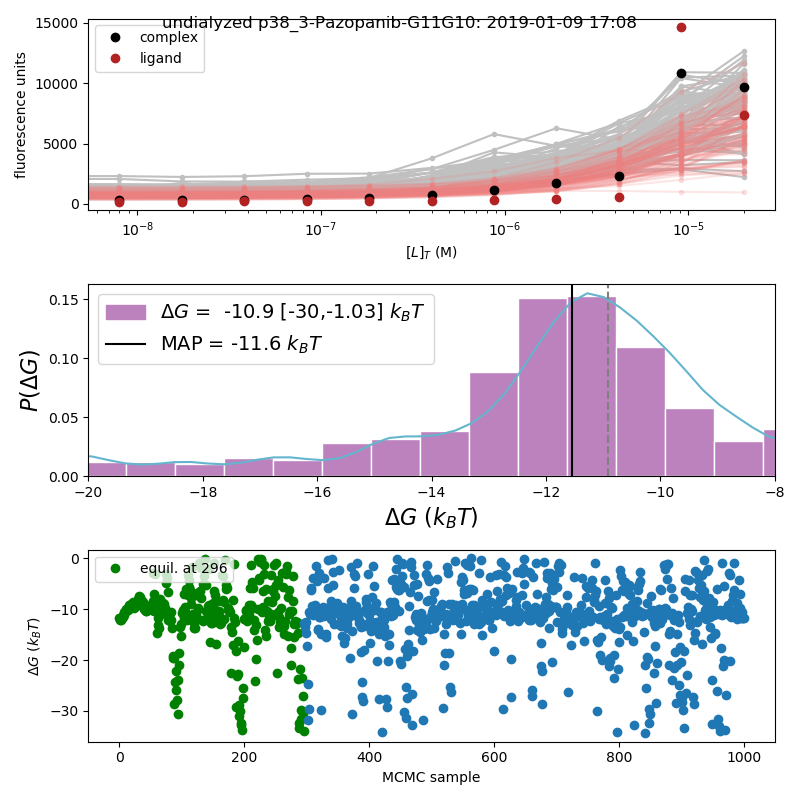 undialyzed p38_3-Pazopanib-G11G10: 2019-01-09 17:08
complex
ligand
fluorescence units
15000
10000
5000
0
10⁻⁸
10⁻⁷
10⁻⁶
10⁻⁵
[L]_T (M)
ΔG = -10.9 [-30,-1.03] k_BT
MAP = -11.6 k_BT
P(ΔG)
0.15
0.10
0.05
0.00
−20
−18
−16
−14
−12
−10
−8
ΔG (k_BT)
equil. at 296
ΔG (k_BT)
0
−10
−20
−30
0
200
400
600
800
1000
MCMC sample